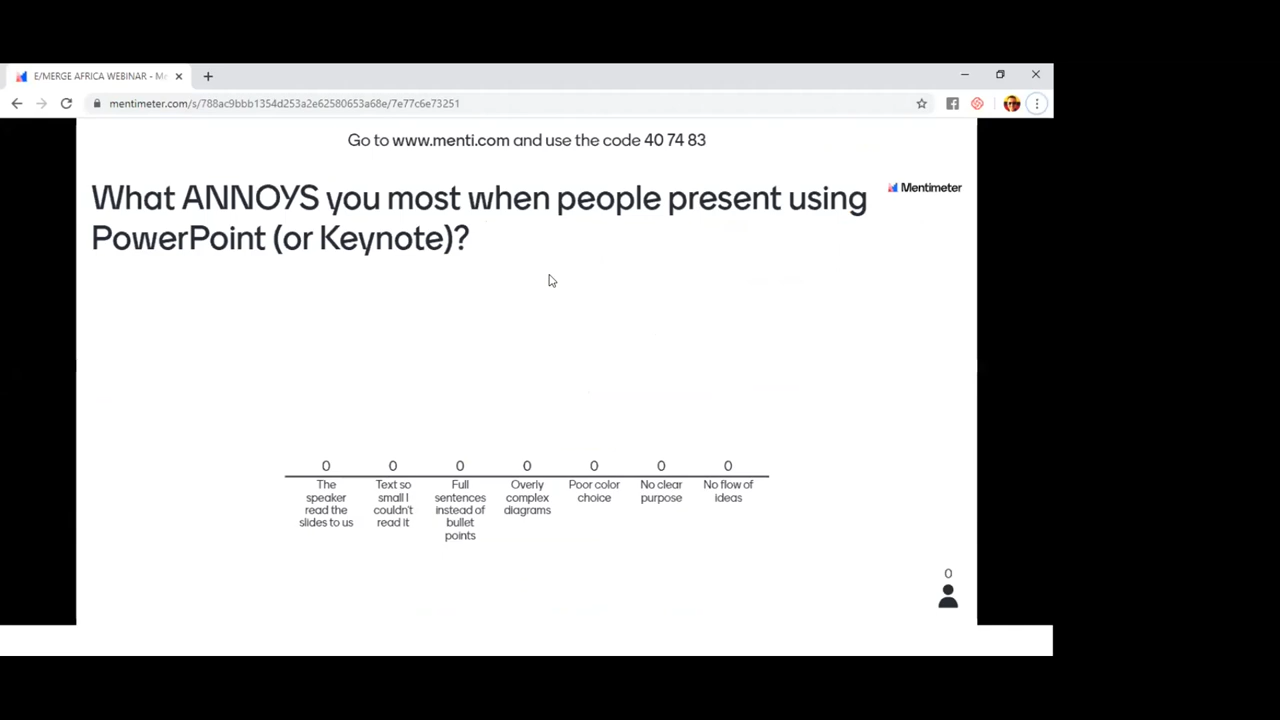 E/MERGE AFRICA WEBINAR - Me
mentimeter.com/s/788ac9bbb1354d253a2e62580653a68e/7e77c6e73251
Go to www.menti.com and use the code 40 74 83
What ANNOYS you most when people present using
PowerPoint (or Keynote)?
Mentimeter
0
0
0
0
0
0
0
The
speaker
read the
slides to us
Text so
small I
couldn't
read it
Full
sentences
instead of
bullet
points
Overly
complex
diagrams
Poor color
choice
No clear
purpose
No flow of
ideas
0